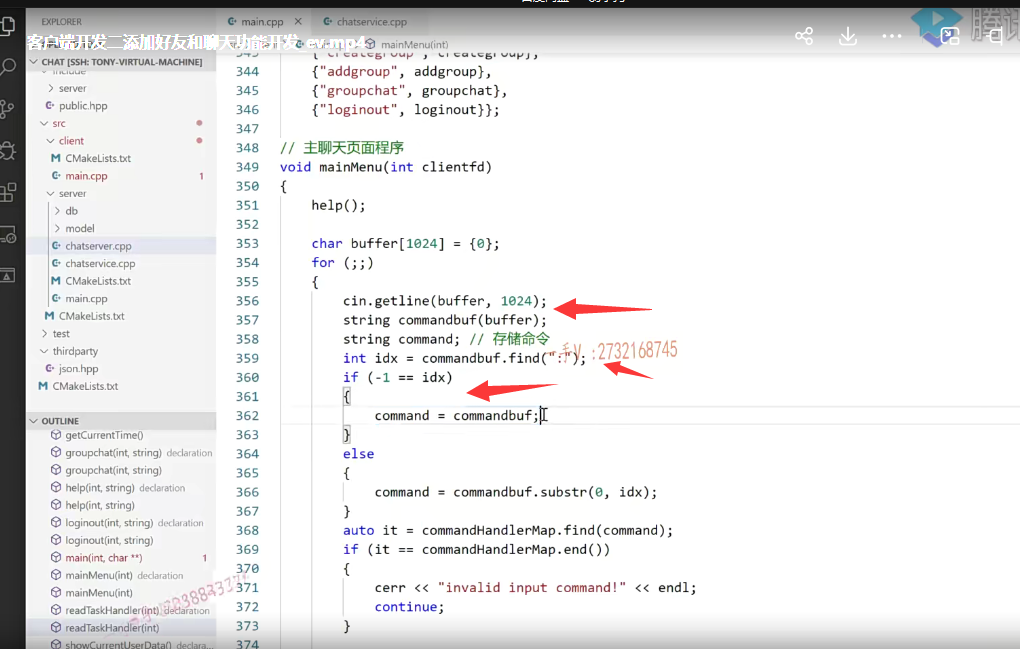 EXPLORER
main.cpp
chatservice.cpp
客户端开发二添加好友和聊天功能开发_ev.mp4
mainMenu(int)
CHAT [SSH: TONY-VIRTUAL-MACHINE]
include
server
public.hpp
src
client
CMakeLists.txt
main.cpp 1
server
db
model
chatserver.cpp
chatservice.cpp
CMakeLists.txt
main.cpp
CMakeLists.txt
test
thirdparty
json.hpp
CMakeLists.txt
OUTLINE
getCurrentTime()
groupchat(int, string) declaration
groupchat(int, string)
help(int, string) declaration
help(int, string)
loginout(int, string) declaration
loginout(int, string)
main(int, char **) 1
mainMenu(int) declaration
mainMenu(int)
readTaskHandler(int) declaration
readTaskHandler(int)
showCurrentUserData() declara...
343 {"creategroup", creategroup},
344 {"addgroup", addgroup},
345 {"groupchat", groupchat},
346 {"loginout", loginout}};
347
348 // 主聊天页面程序
349 void mainMenu(int clientfd)
350 {
351 help();
352
353 char buffer[1024] = {0};
354 for (;;)
355 {
356 cin.getline(buffer, 1024);
357 string commandbuf(buffer);
358 string command; // 存储命令
359 int idx = commandbuf.find(":");
360 if (-1 == idx)
361 {
362 command = commandbuf;
363 }
364 else
365 {
366 command = commandbuf.substr(0, idx);
367 }
368 auto it = commandHandlerMap.find(command);
369 if (it == commandHandlerMap.end())
370 {
371 cerr << "invalid input command!" << endl;
372 continue;
373 }
374
:2732168745
腾讯